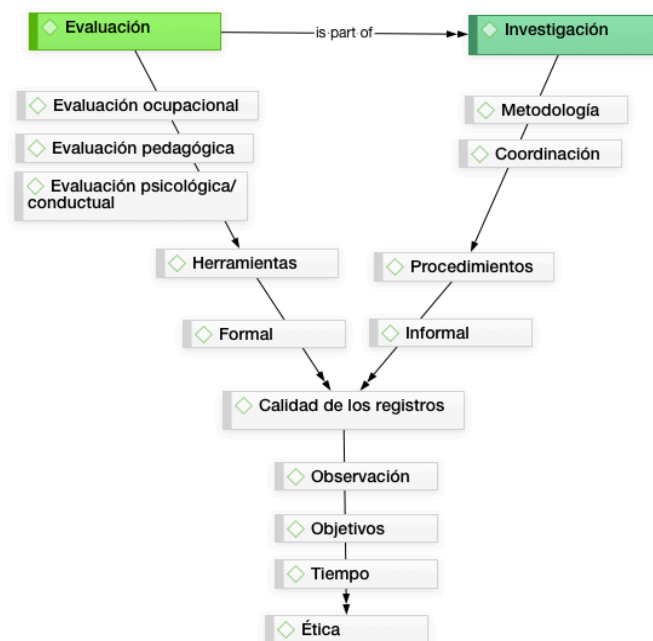 Evaluación
is part of
Investigación
Evaluación ocupacional
Metodología
Evaluación pedagógica
Coordinación
Evaluación psicológica/
conductual
Herramientas
Procedimientos
Formal
Informal
Calidad de los registros
Observación
Objetivos
Tiempo
Ética